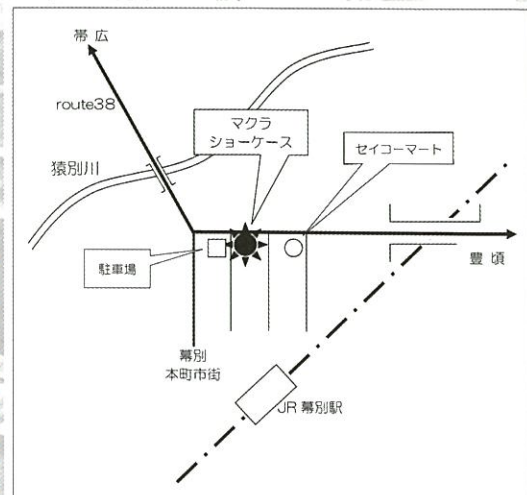 帯 広
route38
マクラ
ショーケース
セイコーマート
猿別川
駐車場
豊 頃
幕別
本町市街
JR 幕別駅